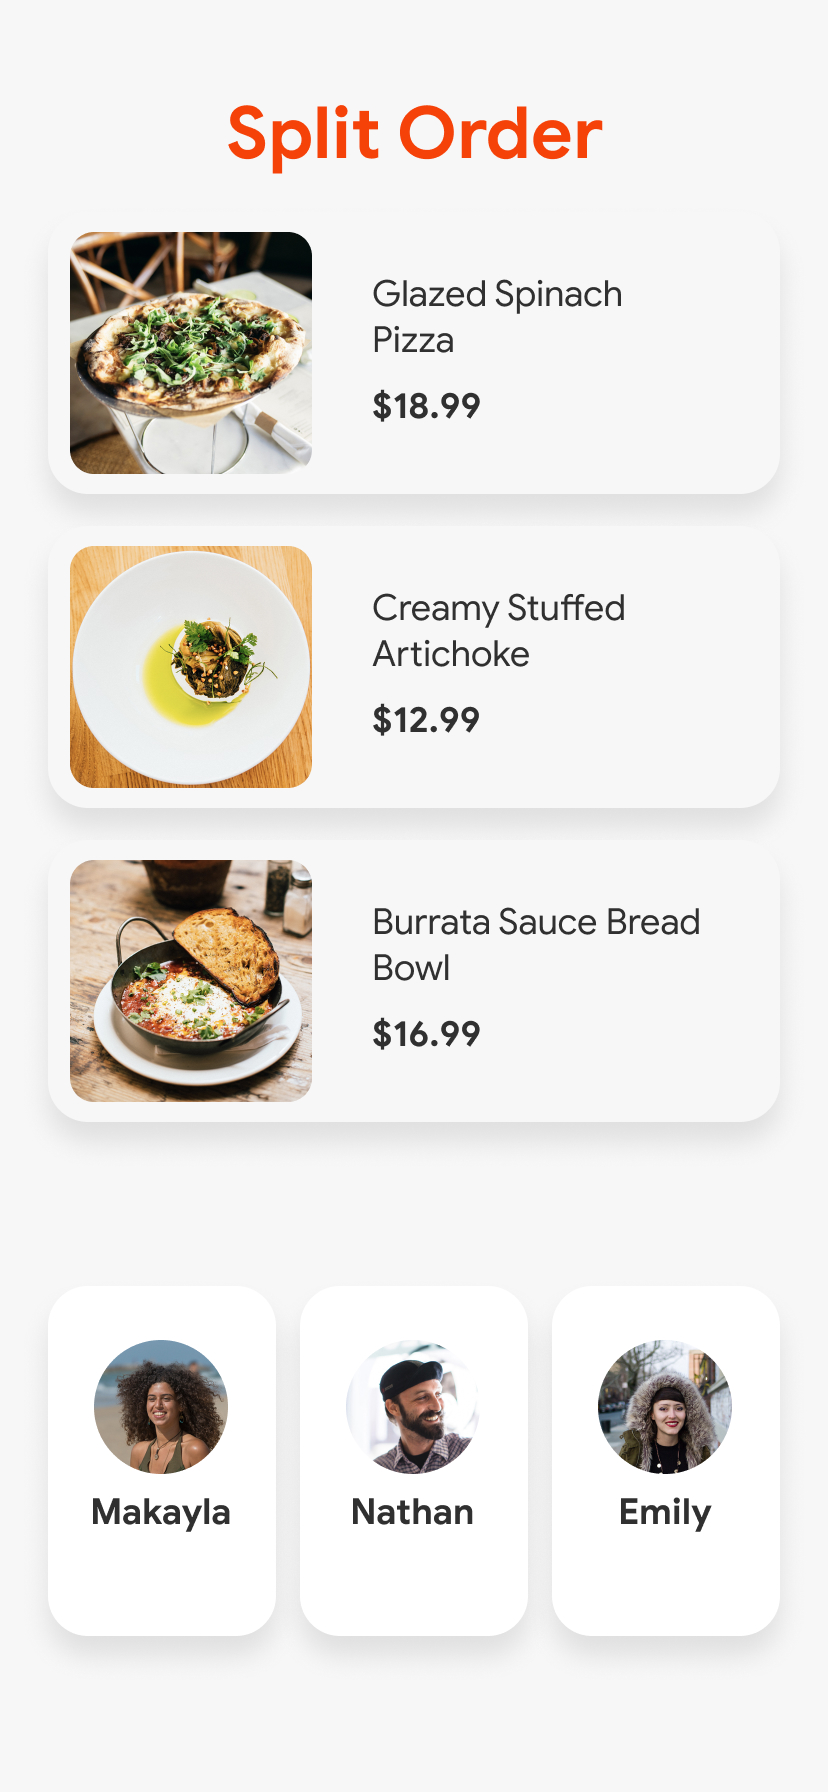 Split Order
Glazed Spinach
Pizza
$18.99
Creamy Stuffed
Artichoke
$12.99
Burrata Sauce Bread
Bowl
$16.99
Makayla
Nathan
Emily